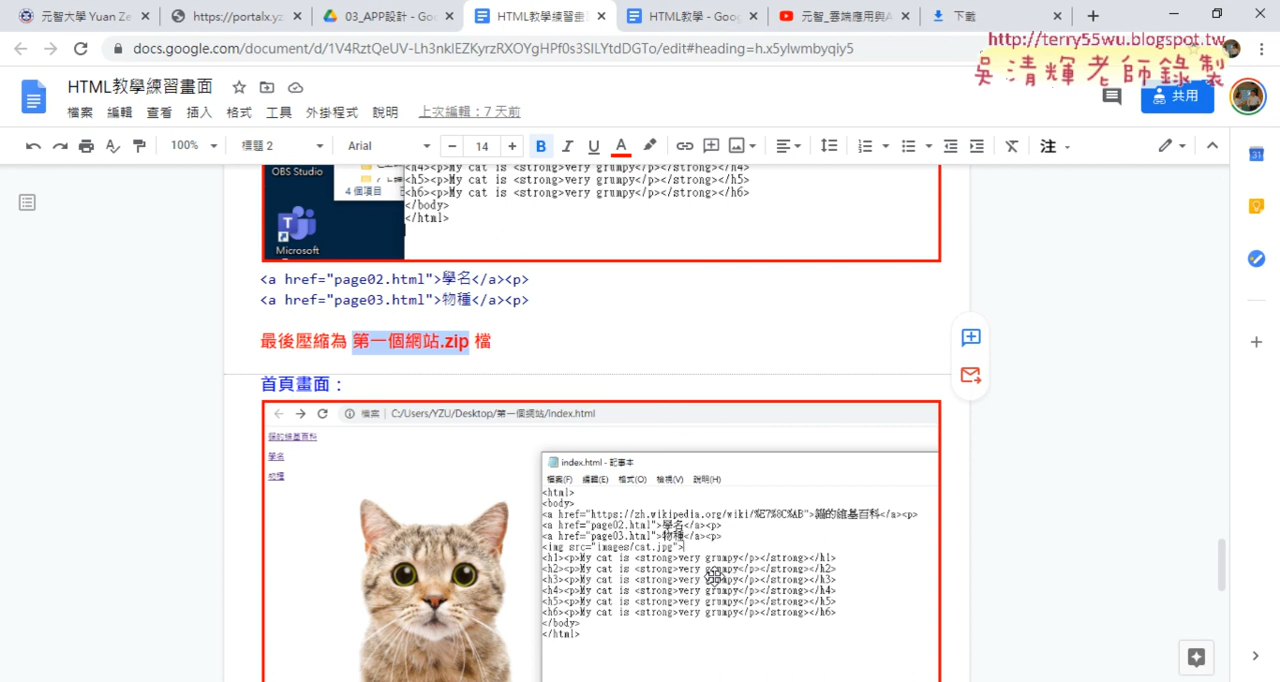 元智大學 Yuan Ze
https://portalx.yz
03_APP設計 - Goo
HTML教學練習畫面
HTML教學 - Goog
元智_雲端應用與A
下載
docs.google.com/document/d/1V4RztQeUV-Lh3nklEZKyrzRXOYgHPf0s3SILYtdDGTo/edit#heading=h.x5ylwmbyqiy5
http://terry55wu.blogspot.tw
吳清輝老師錄製
HTML教學練習畫面
檔案 編輯 查看 插入 格式 工具 外掛程式 說明 上次編輯：7 天前
共用
100% 標題 2 Arial 14 B I U A 注
OBS Studio
4 個項目
Microsoft
<h4><p>My cat is <strong>very grumpy</p></strong></h4>
<h5><p>My cat is <strong>very grumpy</p></strong></h5>
<h6><p>My cat is <strong>very grumpy</p></strong></h6>
</body>
</html>
<a href="page02.html">學名</a><p>
<a href="page03.html">物種</a><p>
最後壓縮為 第一個網站.zip 檔
首頁畫面：
檔案 | C:/Users/YZU/Desktop/第一個網站/index.html
貓的維基百科
學名
物種
index.html - 記事本
檔案(F) 編輯(E) 格式(O) 檢視(V) 說明(H)
<html>
<body>
<a href="https://zh.wikipedia.org/wiki/%E7%8C%AB">貓的維基百科</a><p>
<a href="page02.html">學名</a><p>
<a href="page03.html">物種</a><p>
<img src="images/cat.jpg">
<h1><p>My cat is <strong>very grumpy</p></strong></h1>
<h2><p>My cat is <strong>very grumpy</p></strong></h2>
<h3><p>My cat is <strong>very grumpy</p></strong></h3>
<h4><p>My cat is <strong>very grumpy</p></strong></h4>
<h5><p>My cat is <strong>very grumpy</p></strong></h5>
<h6><p>My cat is <strong>very grumpy</p></strong></h6>
</body>
</html>